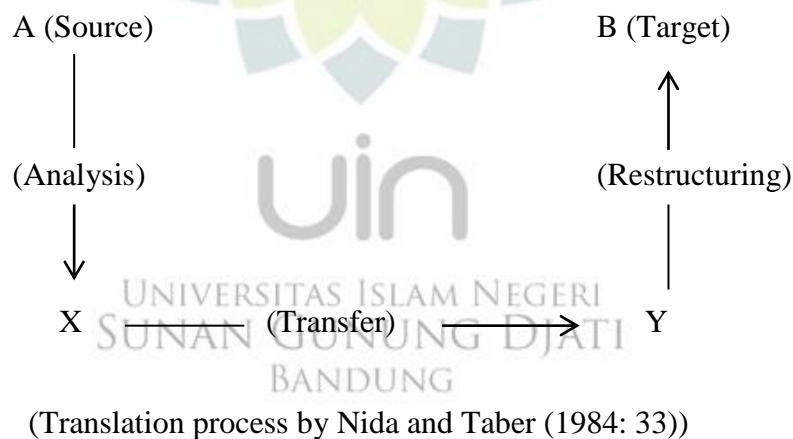 A (Source) B (Target)
(Analysis) (Restructuring)
uin
UNIVERSITAS ISLAM NEGERI
X (Transfer) Y
SUNAN GUNUNG DJATI
BANDUNG
(Translation process by Nida and Taber (1984: 33))